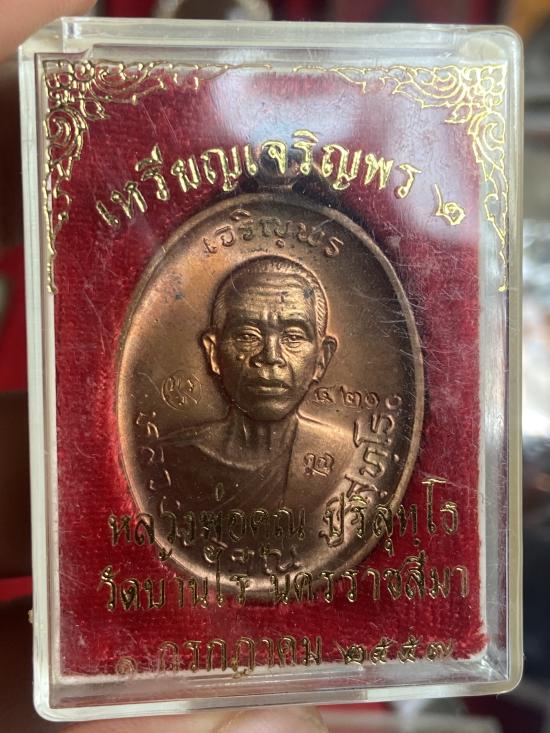 เหรียญเจริญพร ๒
เจริญพร
๔๒๑
หลวงพ่อคูณ ปริสุทฺโธ
วัดบ้านไร่ นครราชสีมา
๑ กรกฎาคม ๒๕๕๗